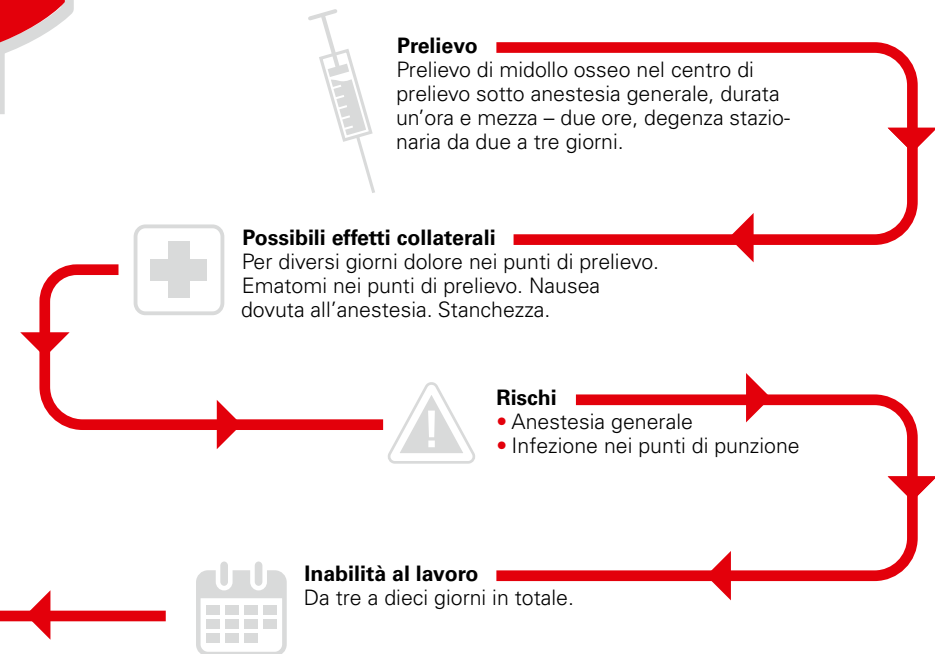 Prelievo
Prelievo di midollo osseo nel centro di
prelievo sotto anestesia generale, durata
un'ora e mezza – due ore, degenza stazio-
naria da due a tre giorni.
Possibili effetti collaterali
Per diversi giorni dolore nei punti di prelievo.
Ematomi nei punti di prelievo. Nausea
dovuta all'anestesia. Stanchezza.
Rischi
• Anestesia generale
• Infezione nei punti di punzione
Inabilità al lavoro
Da tre a dieci giorni in totale.